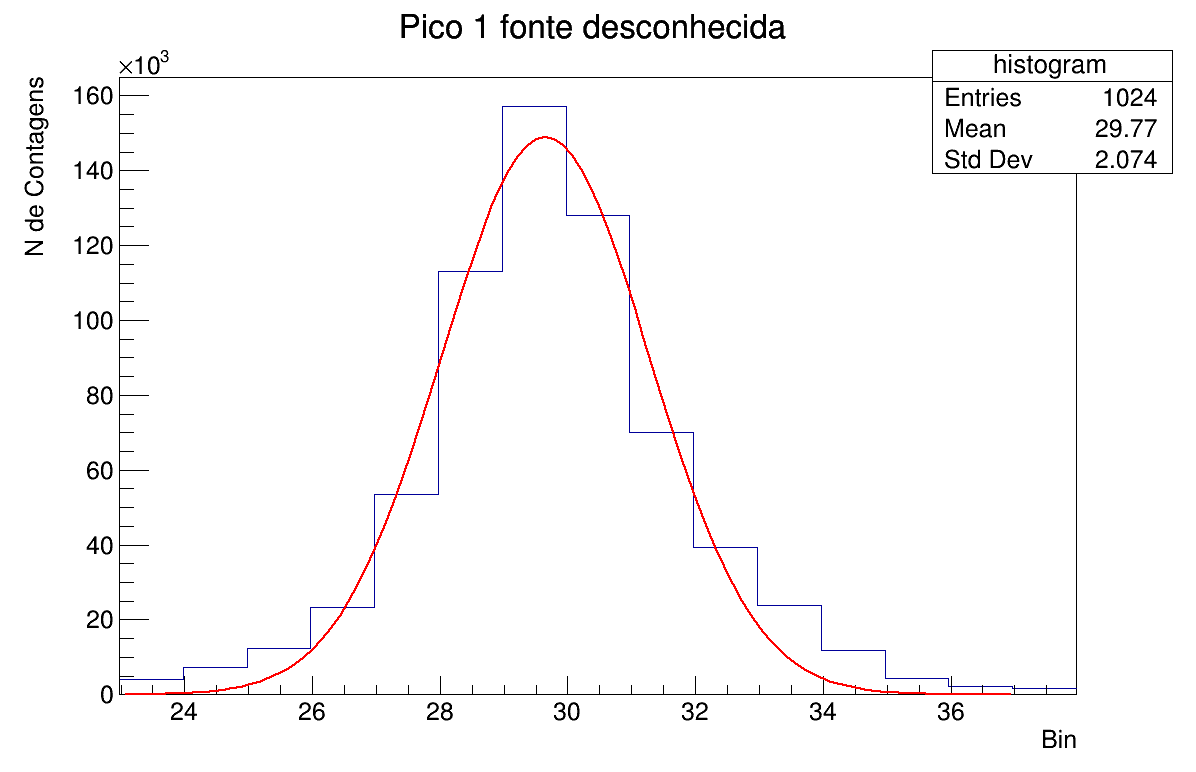 Pico 1 fonte desconhecida
×10³
N de Contagens
histogram
Entries 1024
Mean 29.77
Std Dev 2.074
160
140
120
100
80
60
40
20
0
24 26 28 30 32 34 36
Bin